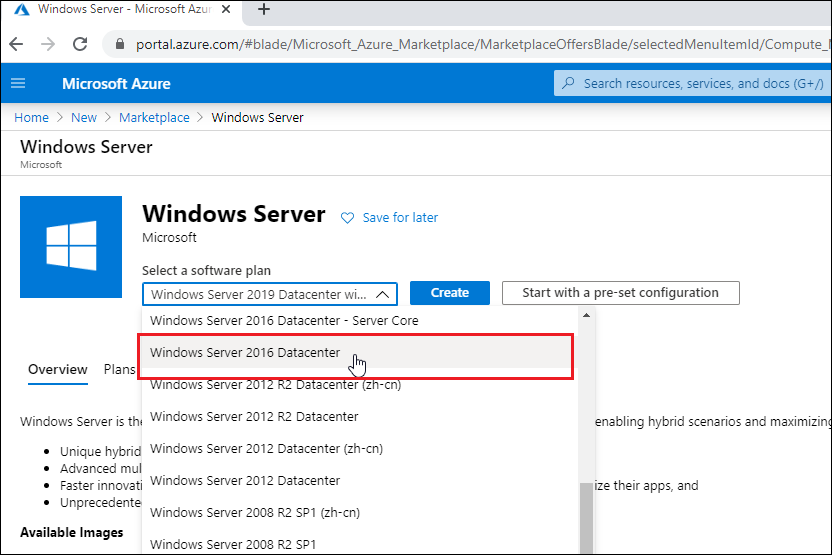 Windows Server - Microsoft Azur
portal.azure.com/#blade/Microsoft_Azure_Marketplace/MarketplaceOffersBlade/selectedMenuItemId/Compute_
Microsoft Azure
Search resources, services, and docs (G+/)
Home > New > Marketplace > Windows Server
Windows Server
Microsoft
Windows Server
Save for later
Microsoft
Select a software plan
Windows Server 2019 Datacenter wi...
Create
Start with a pre-set configuration
Windows Server 2016 Datacenter - Server Core
Windows Server 2016 Datacenter
Windows Server 2012 R2 Datacenter (zh-cn)
Windows Server 2012 R2 Datacenter
Windows Server 2012 Datacenter (zh-cn)
Windows Server 2012 Datacenter
Windows Server 2008 R2 SP1 (zh-cn)
Windows Server 2008 R2 SP1
Overview Plans
Windows Server is the enabling hybrid scenarios and maximizing
Unique hybrid
Advanced mul
Faster innovati ize their apps, and
Unprecedente
Available Images